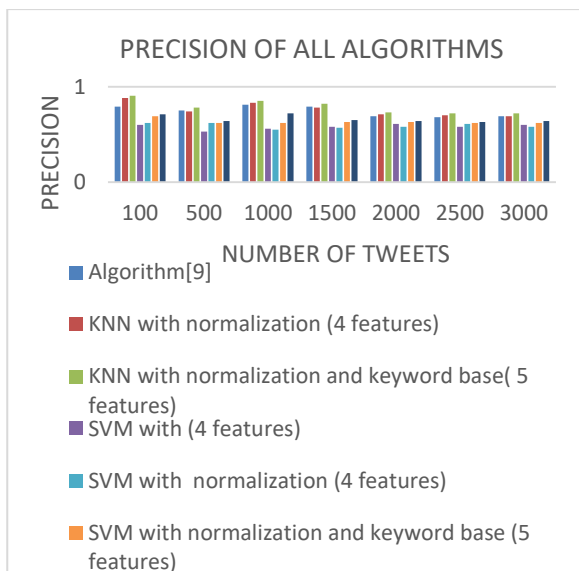 PRECISION OF ALL ALGORITHMS
1
0
PRECISION
100 500 1000 1500 2000 2500 3000
NUMBER OF TWEETS
Algorithm[9]
KNN with normalization (4 features)
KNN with normalization and keyword base( 5
features)
SVM with (4 features)
SVM with  normalization (4 features)
SVM with normalization and keyword base (5
features)